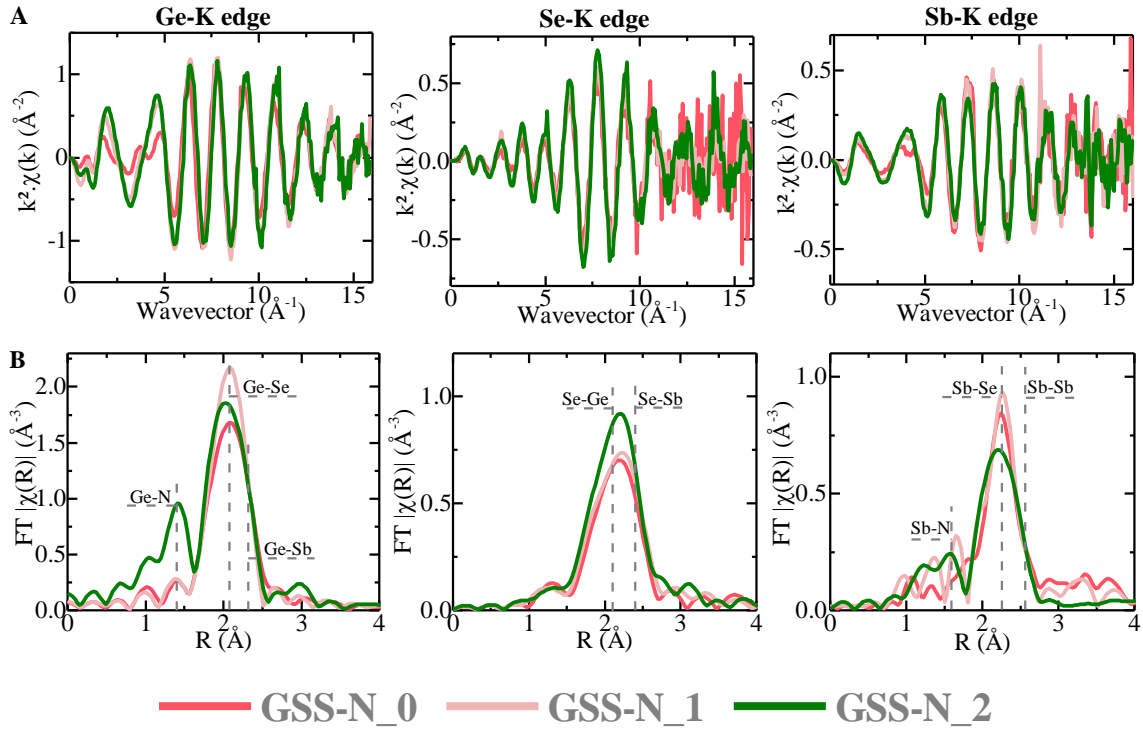 A
Ge-K edge
Se-K edge
Sb-K edge
k².χ(k) (Å⁻²)
1
0
-1
0
5
10
15
Wavevector (Å⁻¹)
k².χ(k) (Å⁻²)
0.5
0.0
-0.5
0
5
10
15
Wavevector (Å⁻¹)
k².χ(k) (Å⁻²)
0.5
0.0
-0.5
0
5
10
15
Wavevector (Å⁻¹)
B
FT |χ(R)| (Å⁻³)
2.0
1.5
1.0
0.5
0.0
Ge-Se
Ge-N
Ge-Sb
0
1
2
3
4
R (Å)
FT |χ(R)| (Å⁻³)
1.0
0.5
0.0
Se-Ge
Se-Sb
0
1
2
3
4
R (Å)
FT |χ(R)| (Å⁻³)
1.0
0.5
0.0
Sb-Se
Sb-Sb
Sb-N
0
1
2
3
4
R (Å)
GSS-N_0
GSS-N_1
GSS-N_2